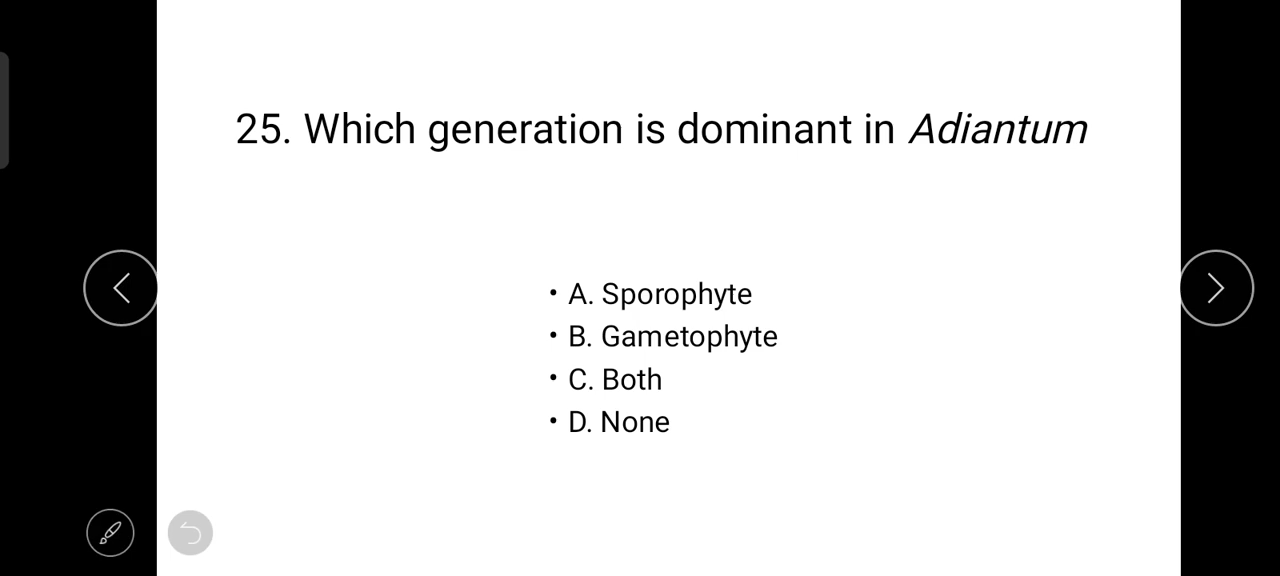 25. Which generation is dominant in Adiantum
• A. Sporophyte
• B. Gametophyte
• C. Both
• D. None